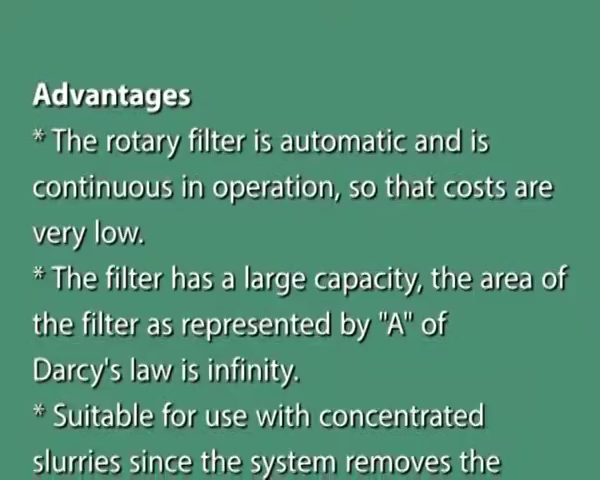 Advantages
* The rotary filter is automatic and is
continuous in operation, so that costs are
very low.
* The filter has a large capacity, the area of
the filter as represented by "A" of
Darcy's law is infinity.
* Suitable for use with concentrated
slurries since the system removes the